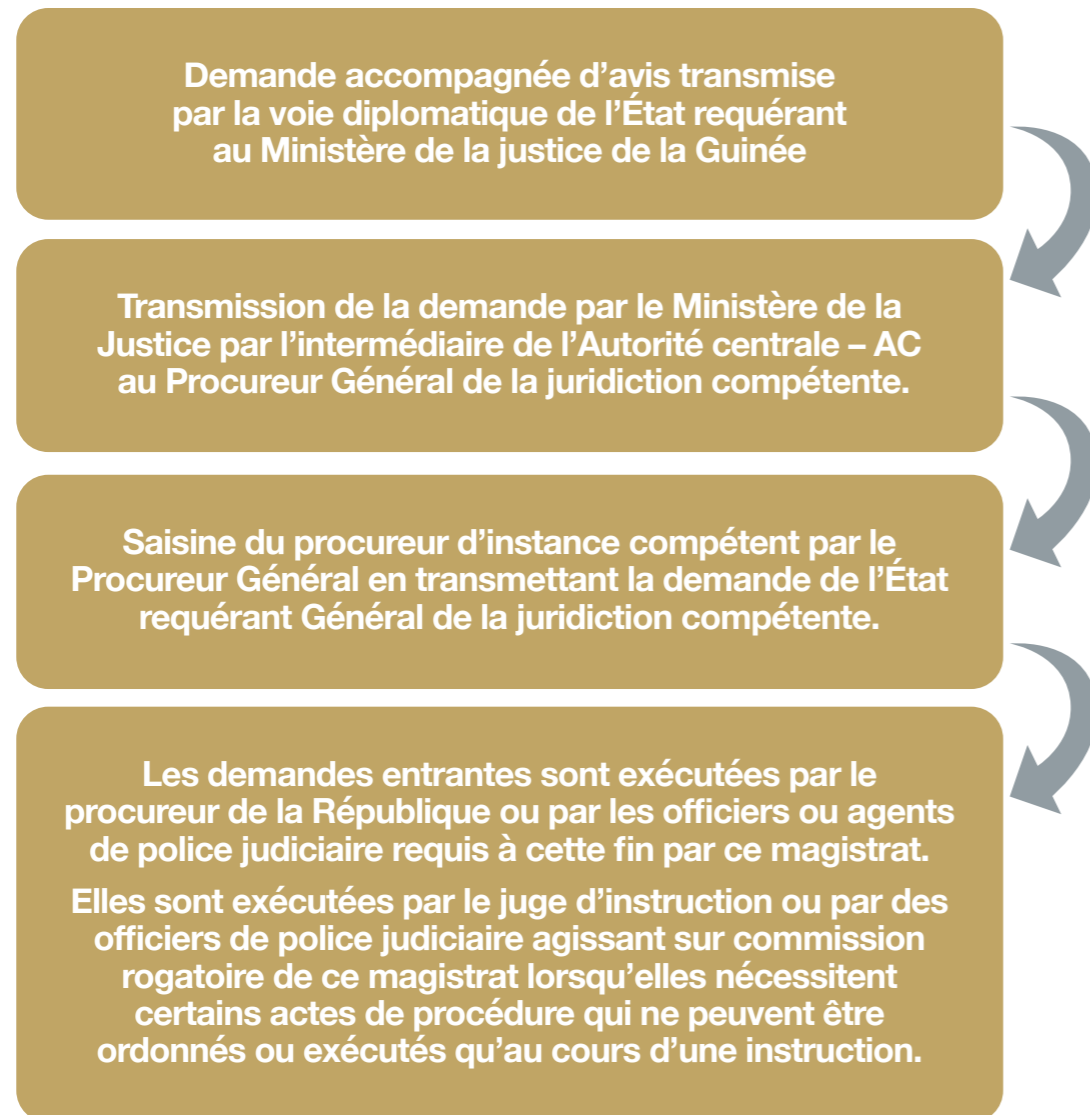 Demande accompagnée d’avis transmise
par la voie diplomatique de l’État requérant
au Ministère de la justice de la Guinée
Transmission de la demande par le Ministère de la
Justice par l’intermédiaire de l’Autorité centrale – AC
au Procureur Général de la juridiction compétente.
Saisine du procureur d’instance compétent par le
Procureur Général en transmettant la demande de l’État
requérant Général de la juridiction compétente.
Les demandes entrantes sont exécutées par le
procureur de la République ou par les officiers ou agents
de police judiciaire requis à cette fin par ce magistrat.
Elles sont exécutées par le juge d’instruction ou par des
officiers de police judiciaire agissant sur commission
rogatoire de ce magistrat lorsqu’elles nécessitent
certains actes de procédure qui ne peuvent être
ordonnés ou exécutés qu’au cours d’une instruction.